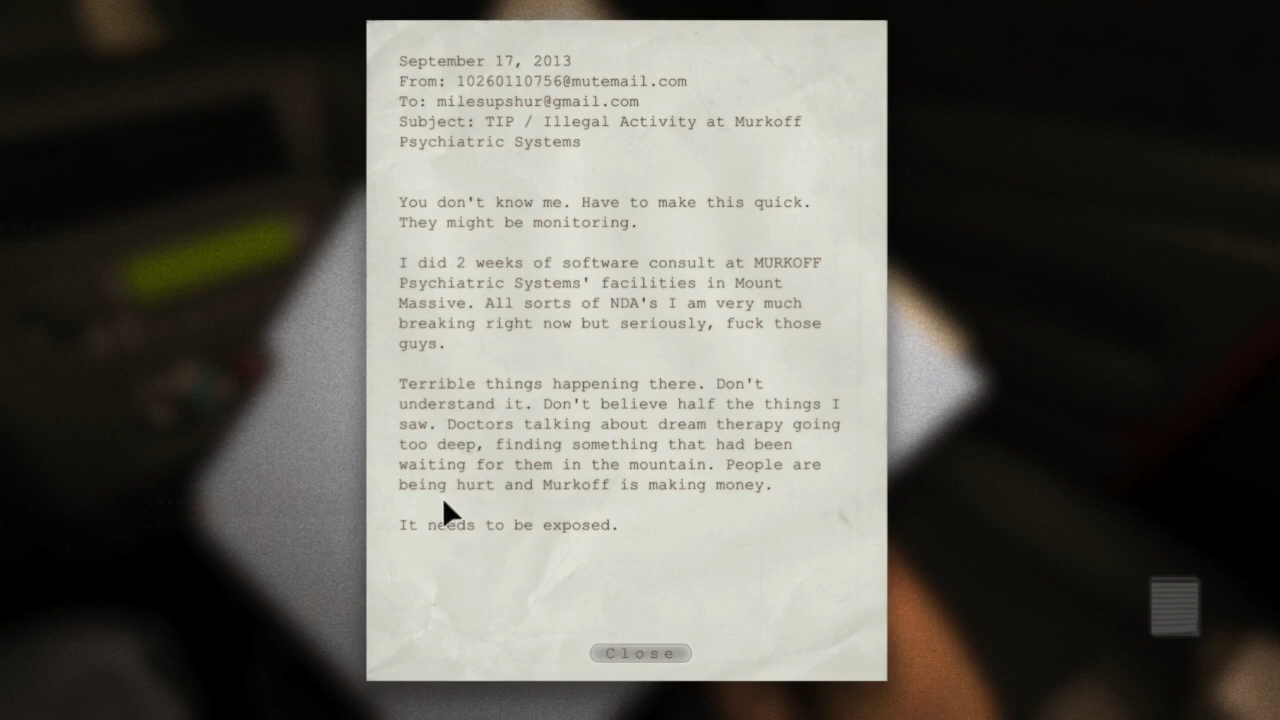 September 17, 2013
From: 10260110756@mutemail.com
To: milesupshur@gmail.com
Subject: TIP / Illegal Activity at Murkoff
Psychiatric Systems
You don't know me. Have to make this quick.
They might be monitoring.
I did 2 weeks of software consult at MURKOFF
Psychiatric Systems' facilities in Mount
Massive. All sorts of NDA's I am very much
breaking right now but seriously, fuck those
guys.
Terrible things happening there. Don't
understand it. Don't believe half the things I
saw. Doctors talking about dream therapy going
too deep, finding something that had been
waiting for them in the mountain. People are
being hurt and Murkoff is making money.
It needs to be exposed.
Close